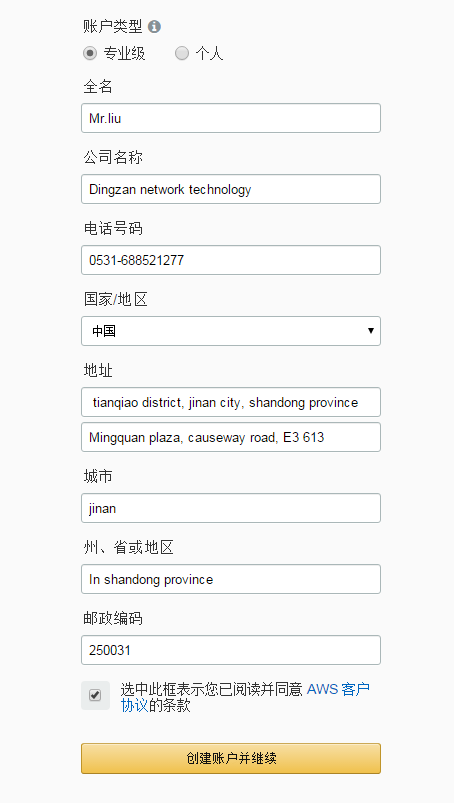 账户类型
专业级 个人
全名
Mr.liu
公司名称
Dingzan network technology
电话号码
0531-688521277
国家/地区
中国
地址
tianqiao district, jinan city, shandong province
Mingquan plaza, causeway road, E3 613
城市
jinan
州、省或地区
In shandong province
邮政编码
250031
选中此框表示您已阅读并同意 AWS 客户
协议的条款
创建账户并继续